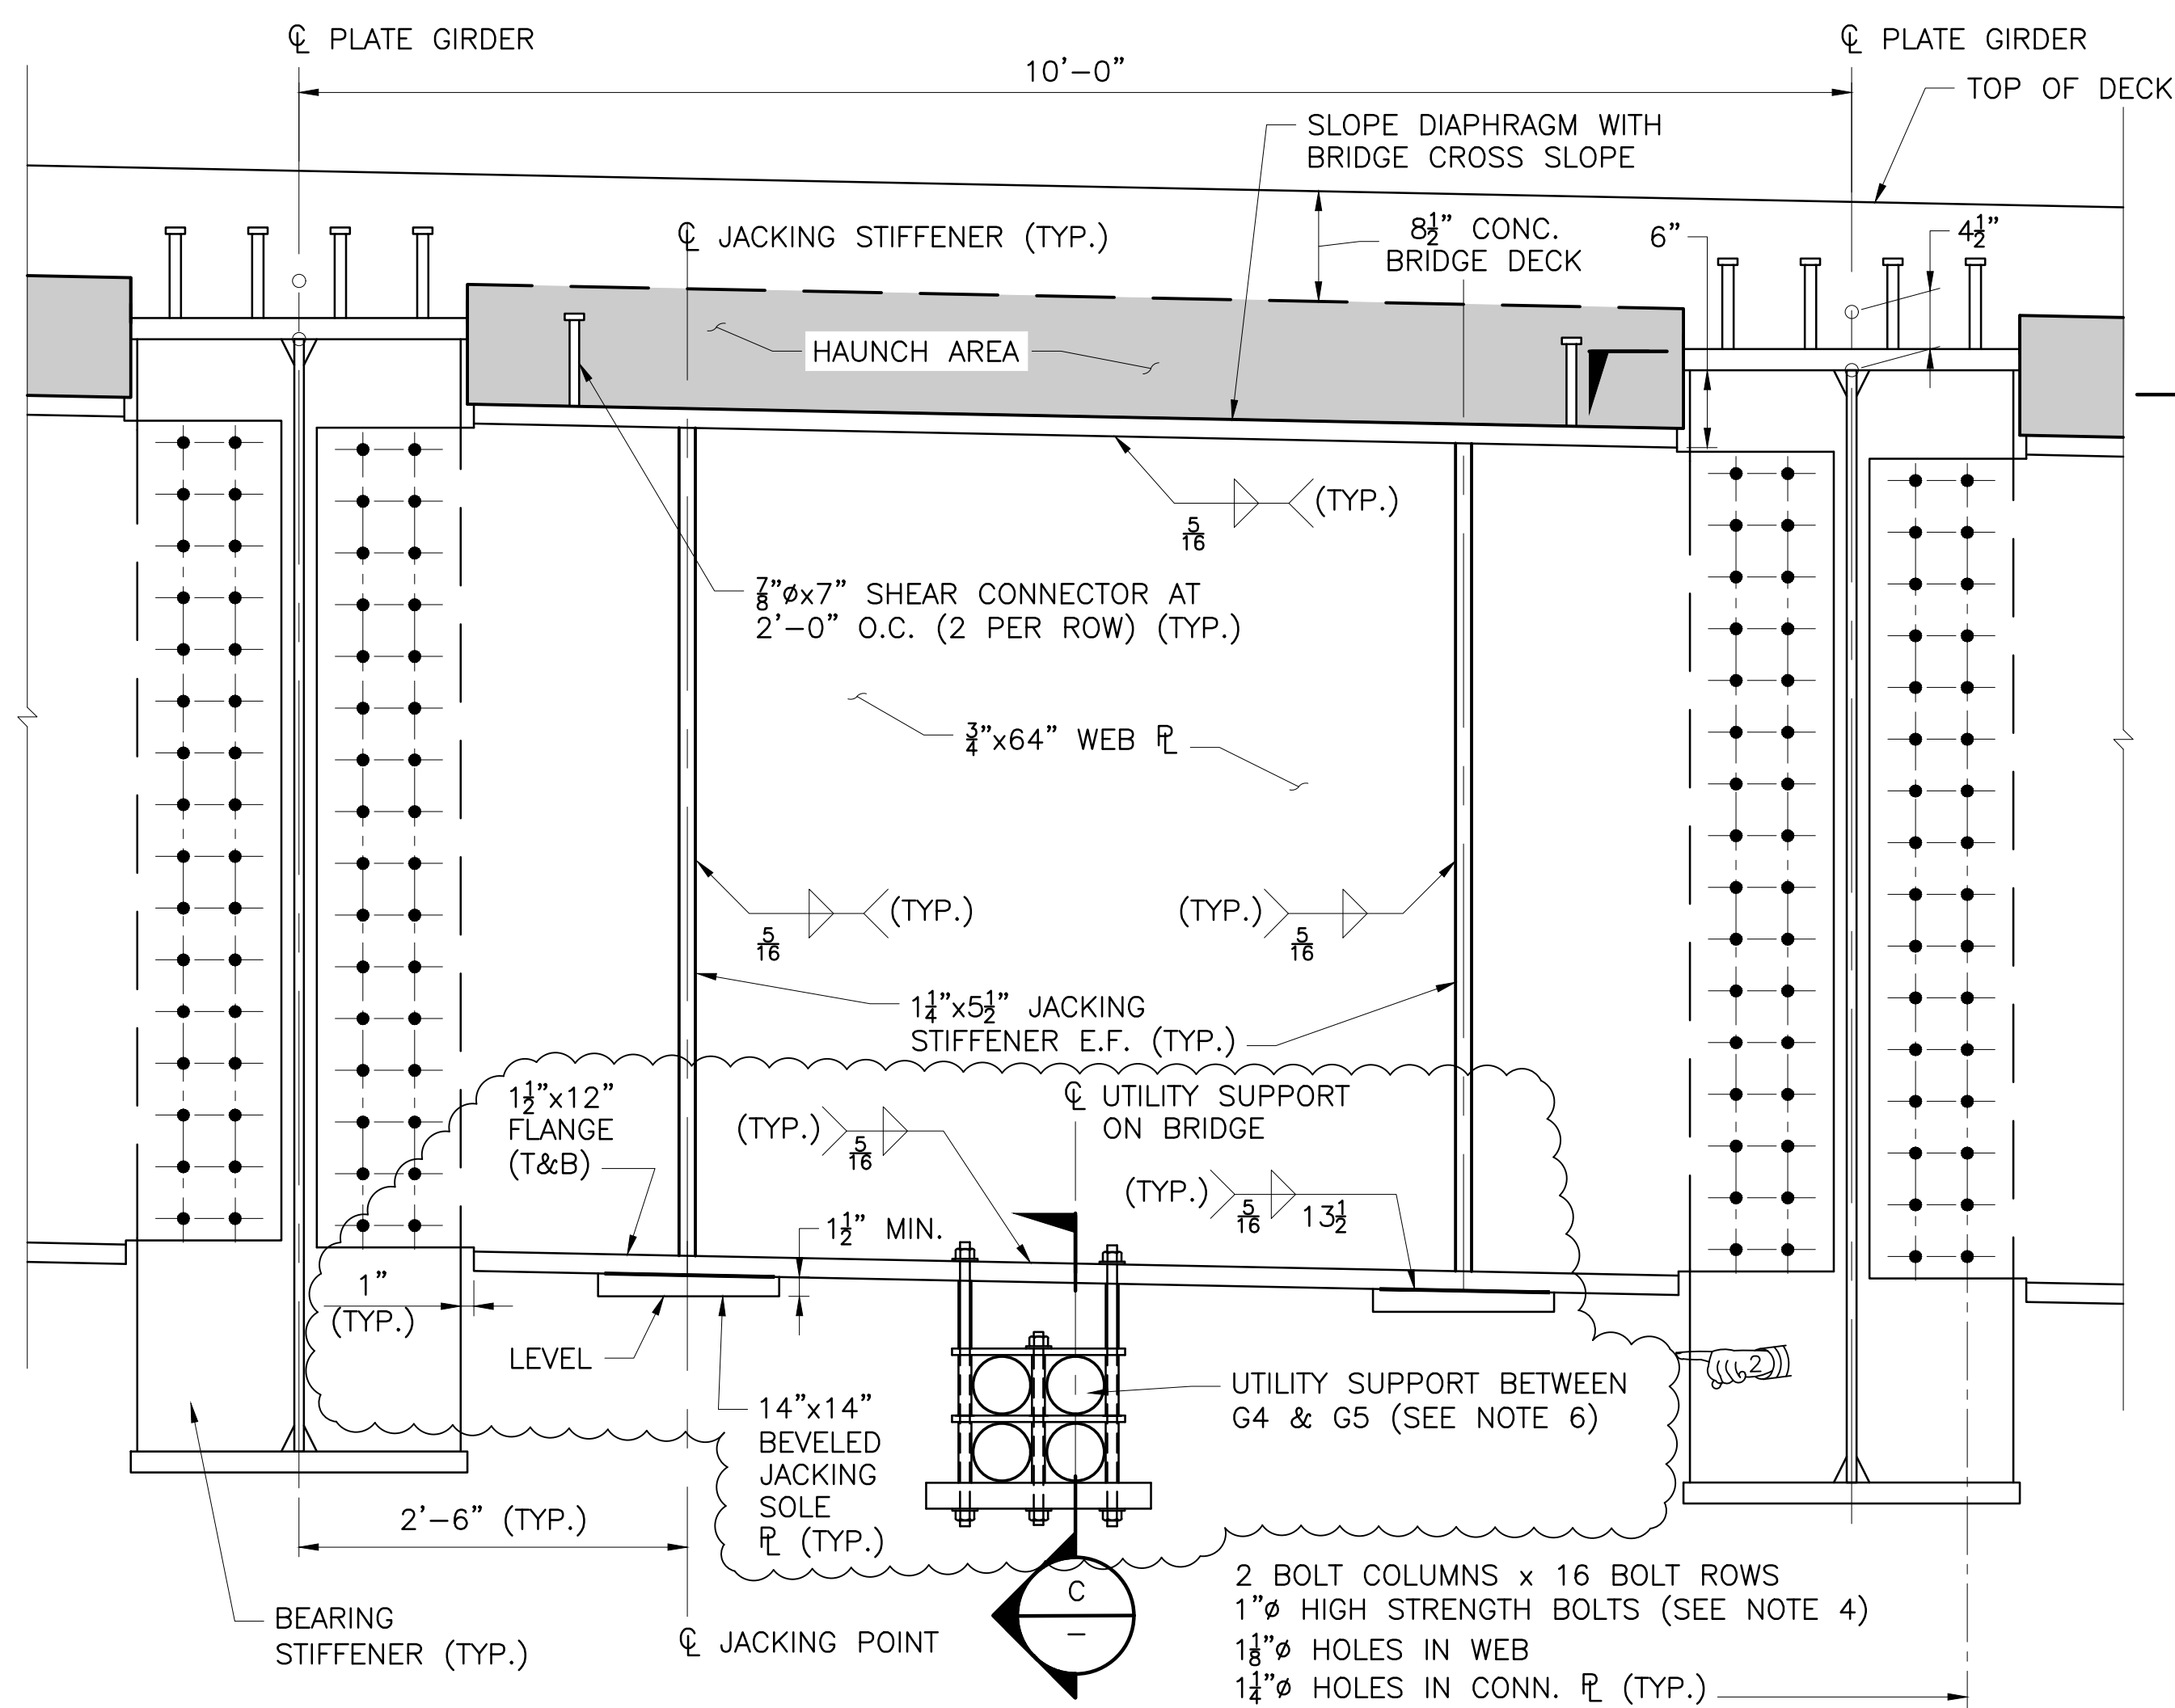 ℄ PLATE GIRDER
℄ PLATE GIRDER
10'-0"
TOP OF DECK
SLOPE DIAPHRAGM WITH
BRIDGE CROSS SLOPE
℄ JACKING STIFFENER (TYP.)
8½" CONC.
BRIDGE DECK
6"
4½"
HAUNCH AREA
5/16
(TYP.)
⅞"øx7" SHEAR CONNECTOR AT
2'-0" O.C. (2 PER ROW) (TYP.)
¾"x64" WEB ⅊
5/16
(TYP.)
(TYP.)
5/16
1¼"x5½" JACKING
STIFFENER E.F. (TYP.)
1½"x12"
FLANGE
(T&B)
(TYP.)
5/16
℄ UTILITY SUPPORT
ON BRIDGE
(TYP.)
5/16
13½
1½" MIN.
1"
(TYP.)
LEVEL
14"x14"
BEVELED
JACKING
SOLE
⅊ (TYP.)
UTILITY SUPPORT BETWEEN
G4 & G5 (SEE NOTE 6)
2
2'-6" (TYP.)
BEARING
STIFFENER (TYP.)
℄ JACKING POINT
C
–
2 BOLT COLUMNS x 16 BOLT ROWS
1"ø HIGH STRENGTH BOLTS (SEE NOTE 4)
1⅛"ø HOLES IN WEB
1¼"ø HOLES IN CONN. ⅊ (TYP.)